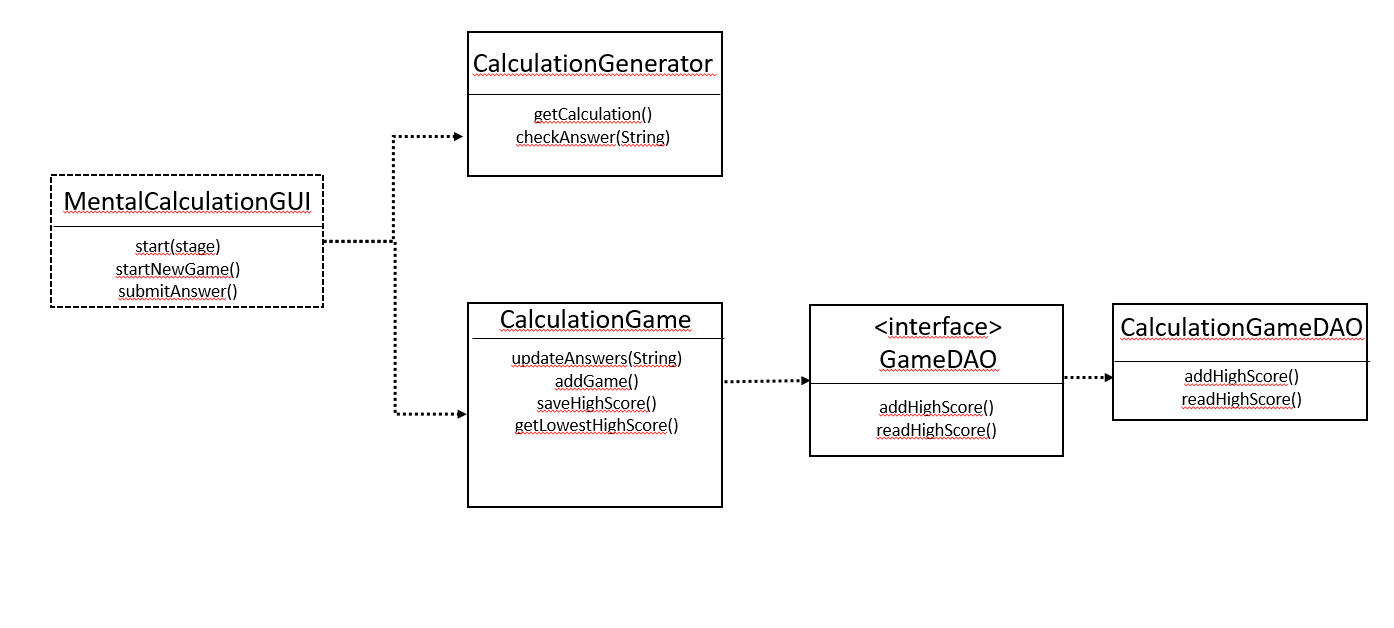 CalculationGenerator
getCalculation()
checkAnswer(String)
MentalCalculationGUI
start(stage)
startNewGame()
submitAnswer()
CalculationGame
updateAnswers(String)
addGame()
saveHighScore()
getLowestHighScore()
<interface>
GameDAO
addHighScore()
readHighScore()
CalculationGameDAO
addHighScore()
readHighScore()